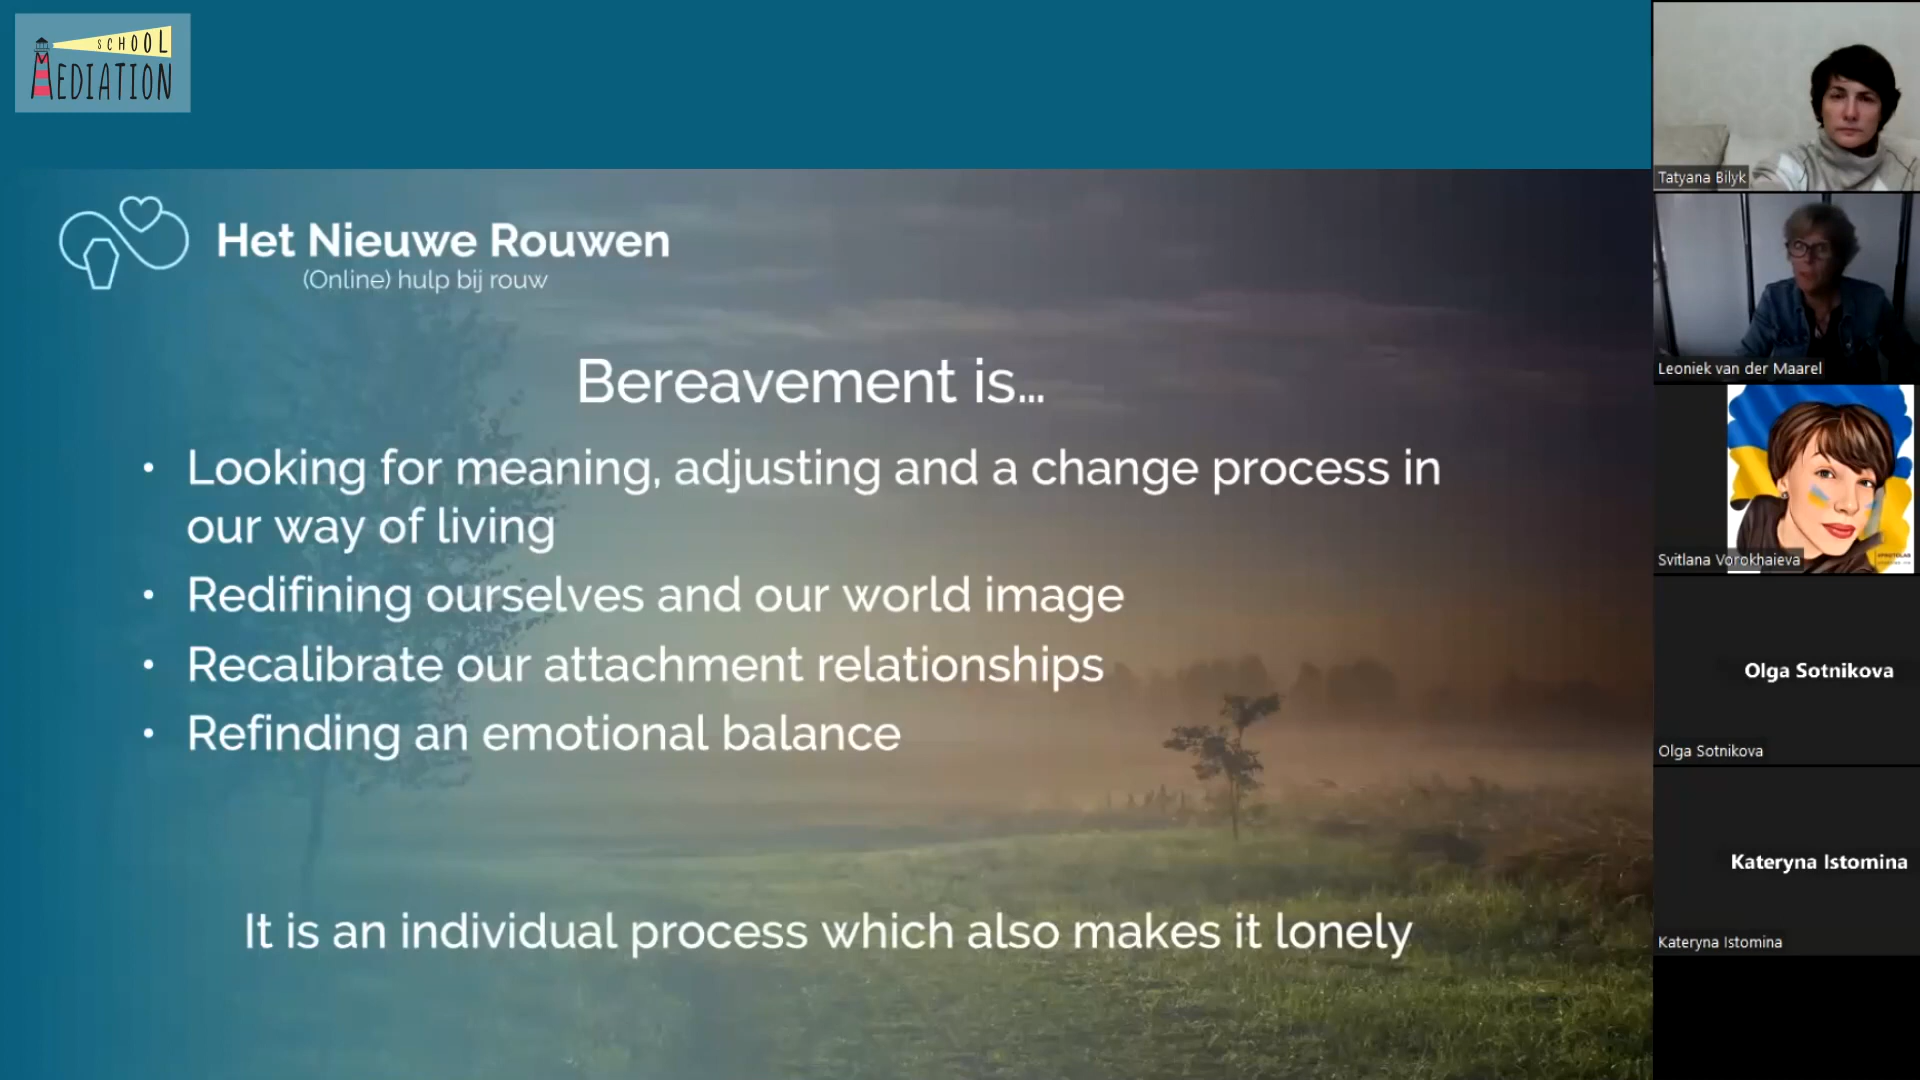 SCHOOL
MEDIATION
Het Nieuwe Rouwen
(Online) hulp bij rouw
Bereavement is...
• Looking for meaning, adjusting and a change process in
our way of living
• Redifining ourselves and our world image
• Recalibrate our attachment relationships
• Refinding an emotional balance
It is an individual process which also makes it lonely
Tatyana Bilyk
Leoniek van der Maarel
Svitlana Vorokhaieva
Olga Sotnikova
Olga Sotnikova
Kateryna Istomina
Kateryna Istomina